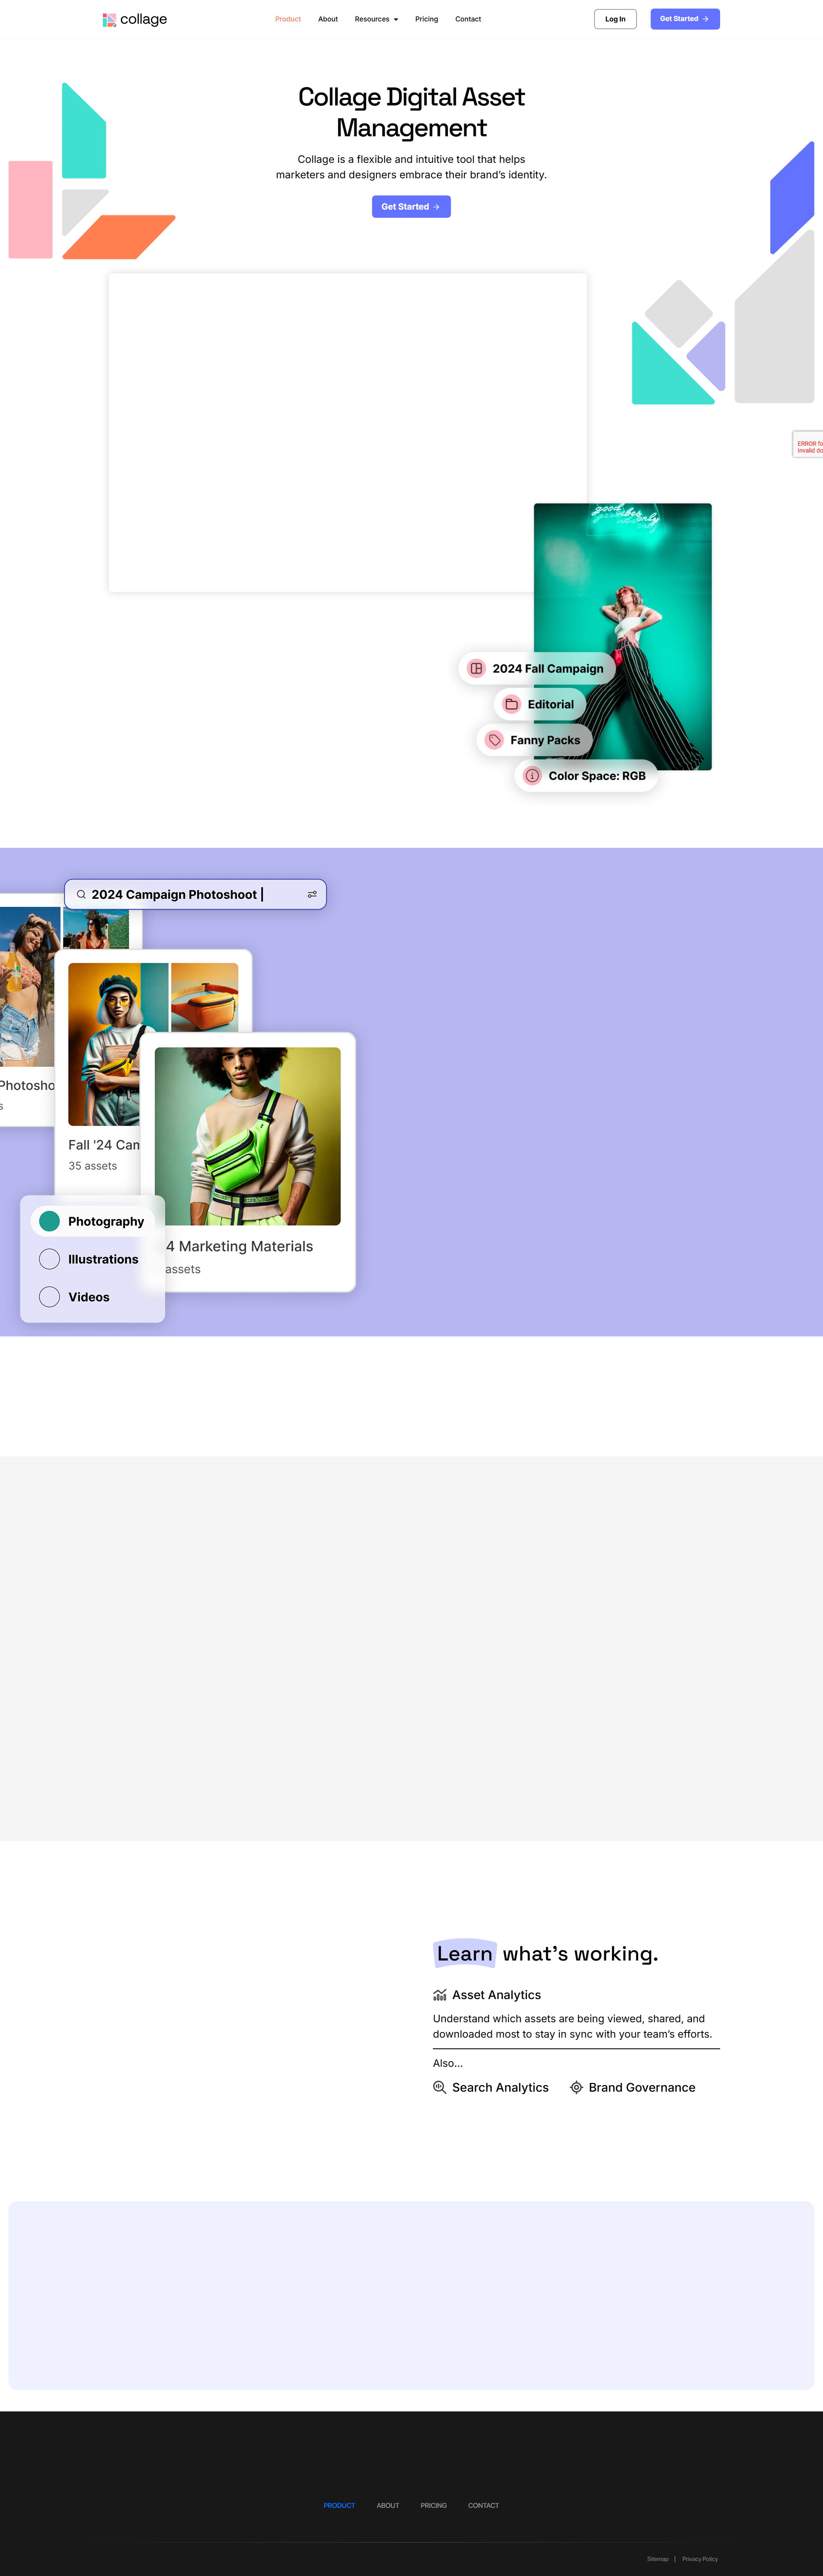 collage
Product
About
Resources
Pricing
Contact
Log In
Get Started
Collage Digital Asset
Management
Collage is a flexible and intuitive tool that helps
marketers and designers embrace their brand's identity.
Get Started
ERROR fo
Invalid do
good
only
2024 Fall Campaign
Editorial
Fanny Packs
Color Space: RGB
2024 Campaign Photoshoot
Photosho
s
Fall '24 Can
35 assets
4 Marketing Materials
assets
Photography
Illustrations
Videos
Learn what's working.
Asset Analytics
Understand which assets are being viewed, shared, and
downloaded most to stay in sync with your team's efforts.
Also...
Search Analytics
Brand Governance
PRODUCT
ABOUT
PRICING
CONTACT
Sitemap | Privacy Policy